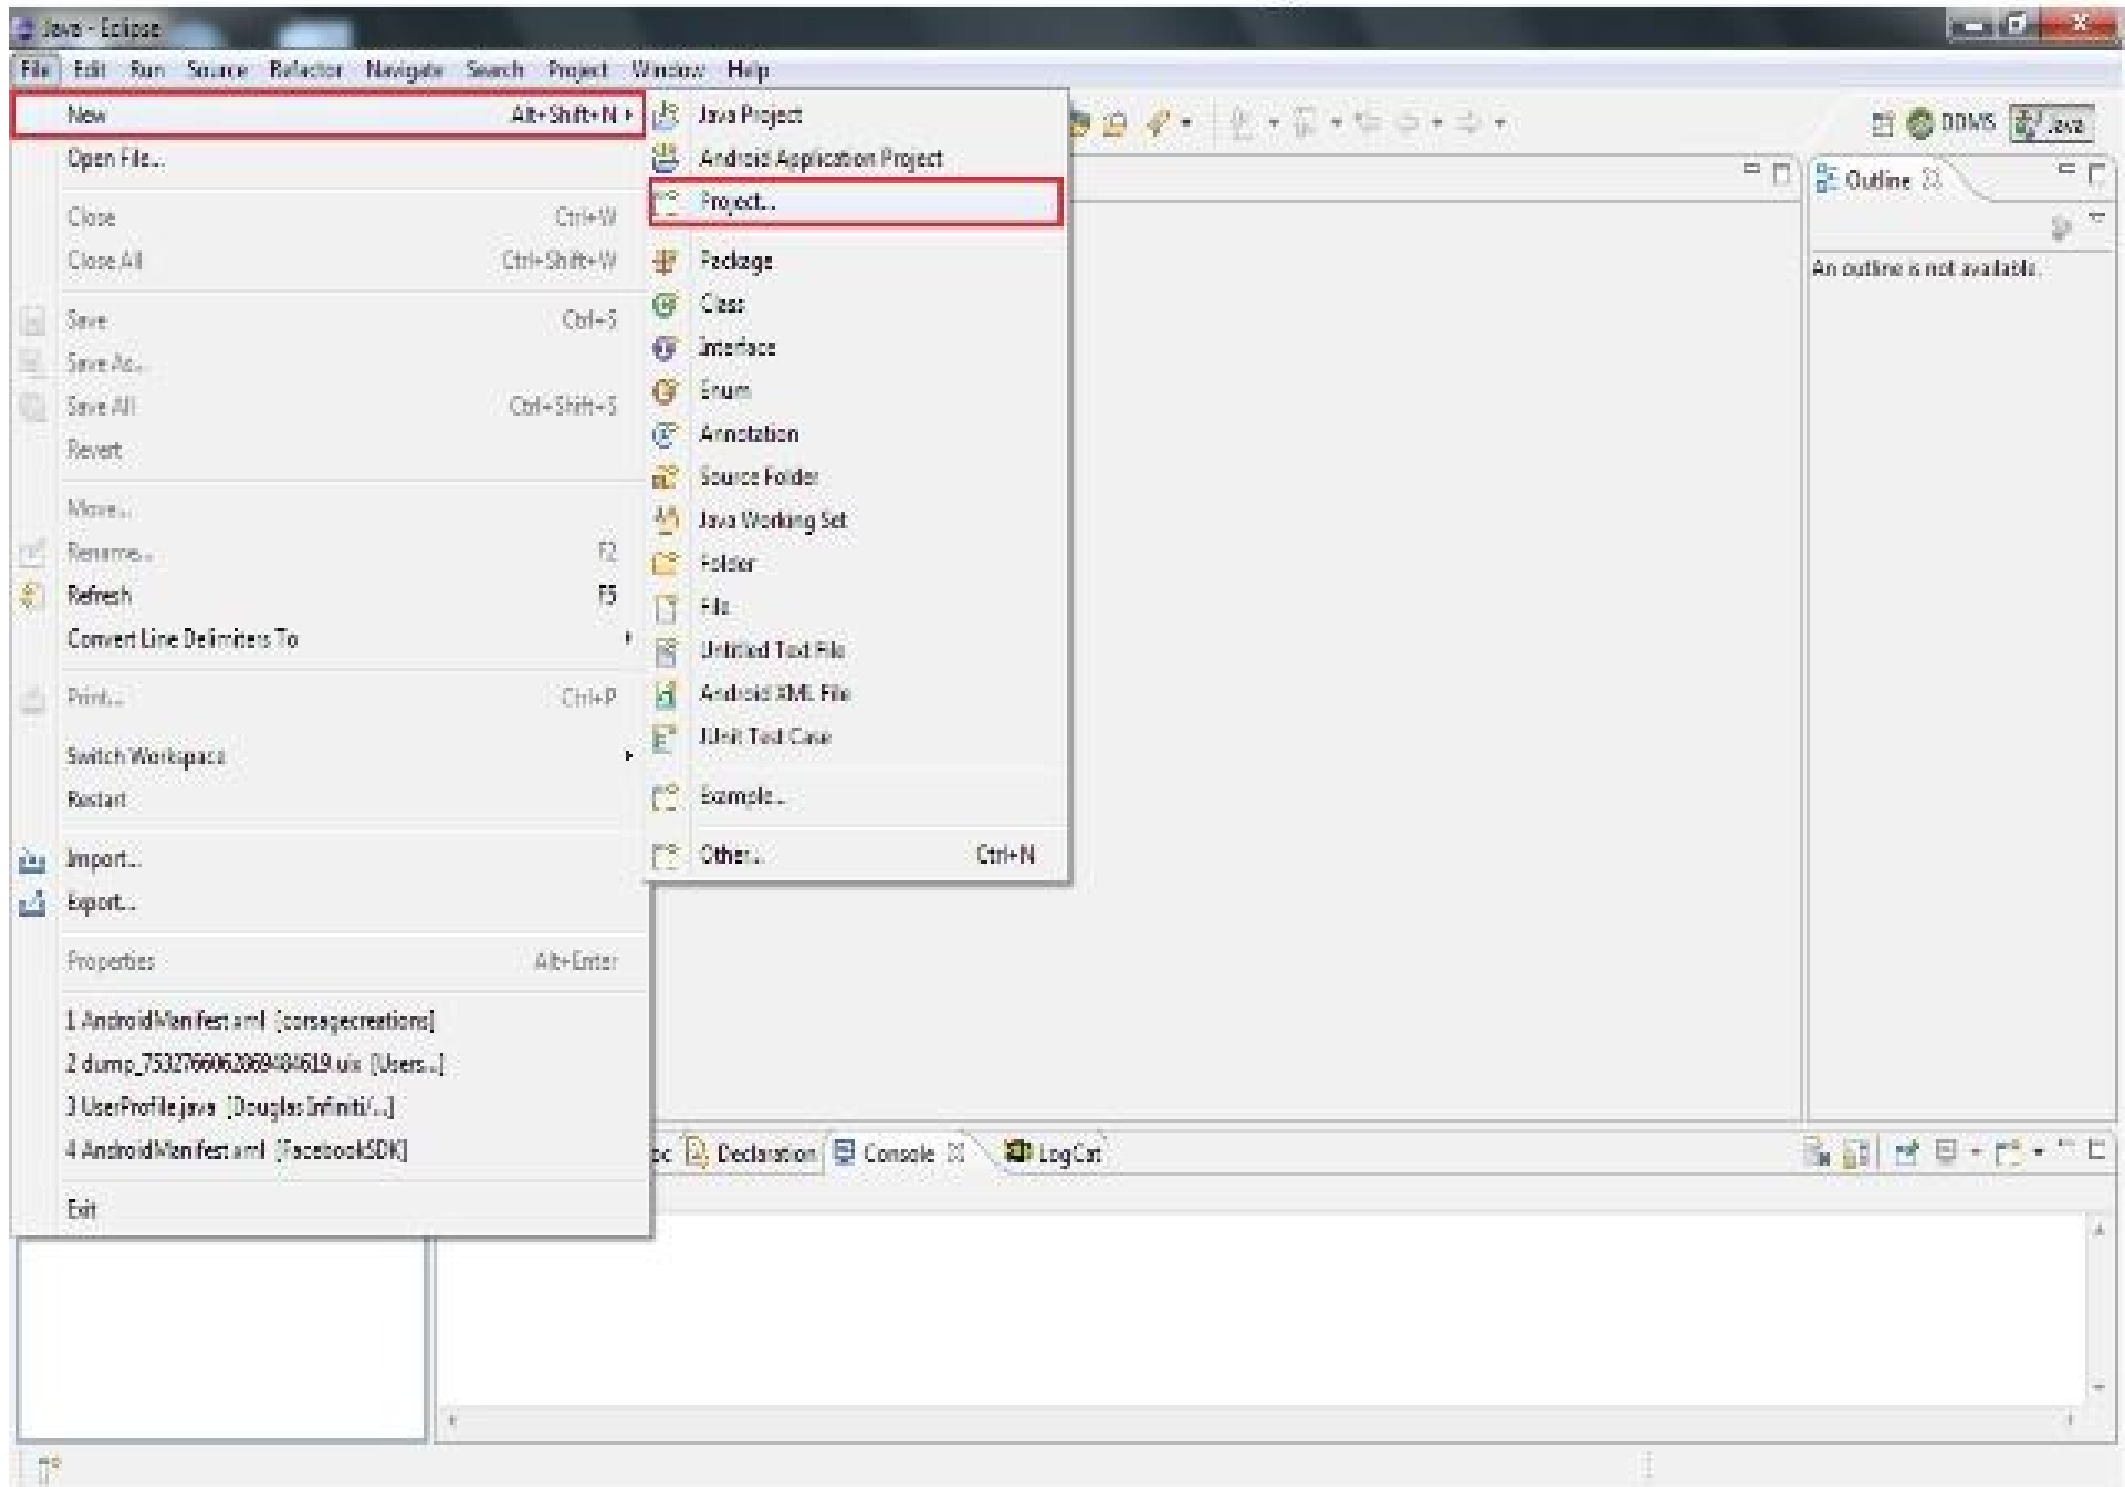 Java - Eclipse
File Edit Run Source Refactor Navigate Search Project Window Help
New Alt+Shift+N
Open File...
Close Ctrl+W
Close All Ctrl+Shift+W
Save Ctrl+S
Save As...
Save All Ctrl+Shift+S
Revert
Move...
Rename... F2
Refresh F5
Convert Line Delimiters To
Print... Ctrl+P
Switch Workspace
Restart
Import...
Export...
Properties Alt+Enter
1 AndroidManifest.xml [corsagecreations]
2 dump_7532766062869484619.uix [Users...]
3 UserProfile.java [DouglasInfiniti/...]
4 AndroidManifest.xml [FacebookSDK]
Exit
Java Project
Android Application Project
Project...
Package
Class
Interface
Enum
Annotation
Source Folder
Java Working Set
Folder
File
Untitled Text File
Android XML File
JUnit Test Case
Example...
Other... Ctrl+N
DDMS Java
Outline
An outline is not available.
oc Declaration Console LogCat